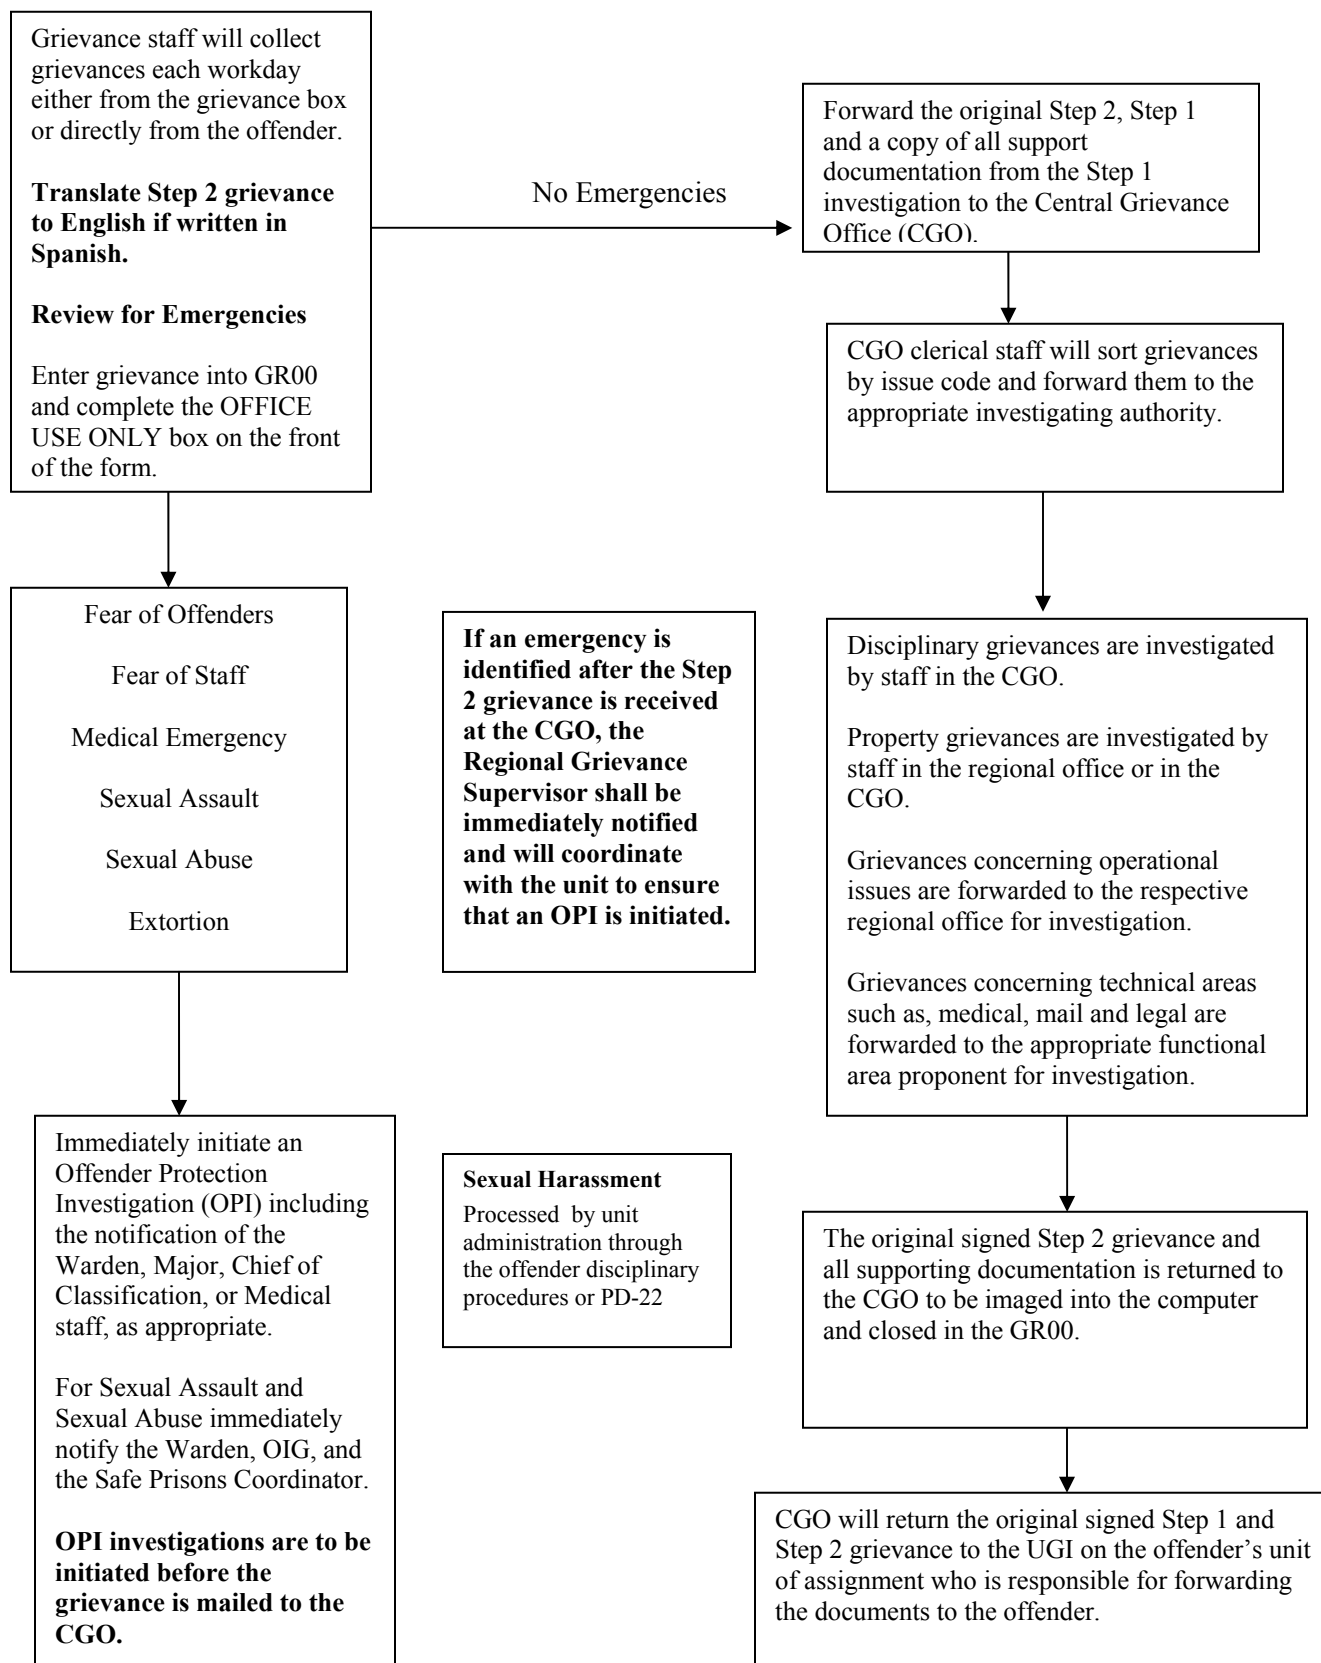 Grievance staff will collect
grievances each workday
either from the grievance box
or directly from the offender.
Translate Step 2 grievance
to English if written in
Spanish.
Review for Emergencies
Enter grievance into GR00
and complete the OFFICE
USE ONLY box on the front
of the form.
No Emergencies
Forward the original Step 2, Step 1
and a copy of all support
documentation from the Step 1
investigation to the Central Grievance
Office (CGO).
CGO clerical staff will sort grievances
by issue code and forward them to the
appropriate investigating authority.
Fear of Offenders
Fear of Staff
Medical Emergency
Sexual Assault
Sexual Abuse
Extortion
If an emergency is
identified after the Step
2 grievance is received
at the CGO, the
Regional Grievance
Supervisor shall be
immediately notified
and will coordinate
with the unit to ensure
that an OPI is initiated.
Disciplinary grievances are investigated
by staff in the CGO.
Property grievances are investigated by
staff in the regional office or in the
CGO.
Grievances concerning operational
issues are forwarded to the respective
regional office for investigation.
Grievances concerning technical areas
such as, medical, mail and legal are
forwarded to the appropriate functional
area proponent for investigation.
Immediately initiate an
Offender Protection
Investigation (OPI) including
the notification of the
Warden, Major, Chief of
Classification, or Medical
staff, as appropriate.
For Sexual Assault and
Sexual Abuse immediately
notify the Warden, OIG, and
the Safe Prisons Coordinator.
OPI investigations are to be
initiated before the
grievance is mailed to the
CGO.
Sexual Harassment
Processed by unit
administration through
the offender disciplinary
procedures or PD-22
The original signed Step 2 grievance and
all supporting documentation is returned to
the CGO to be imaged into the computer
and closed in the GR00.
CGO will return the original signed Step 1 and
Step 2 grievance to the UGI on the offender’s unit
of assignment who is responsible for forwarding
the documents to the offender.